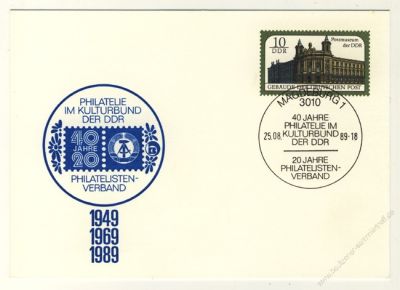 PHILATELIE
IM KULTURBUND
DER DDR
40
JAHRE
20
PHILATELISTEN-
VERBAND
1949
1969
1989
10
DDR
Postmuseum
der DDR
GEBÄUDE DER DEUTSCHEN POST
MAGDEBURG 1
3010
40 JAHRE
PHILATELIE IM
KULTURBUND
DER DDR
25.08. 89-18
20 JAHRE
PHILATELISTEN-
VERBAND